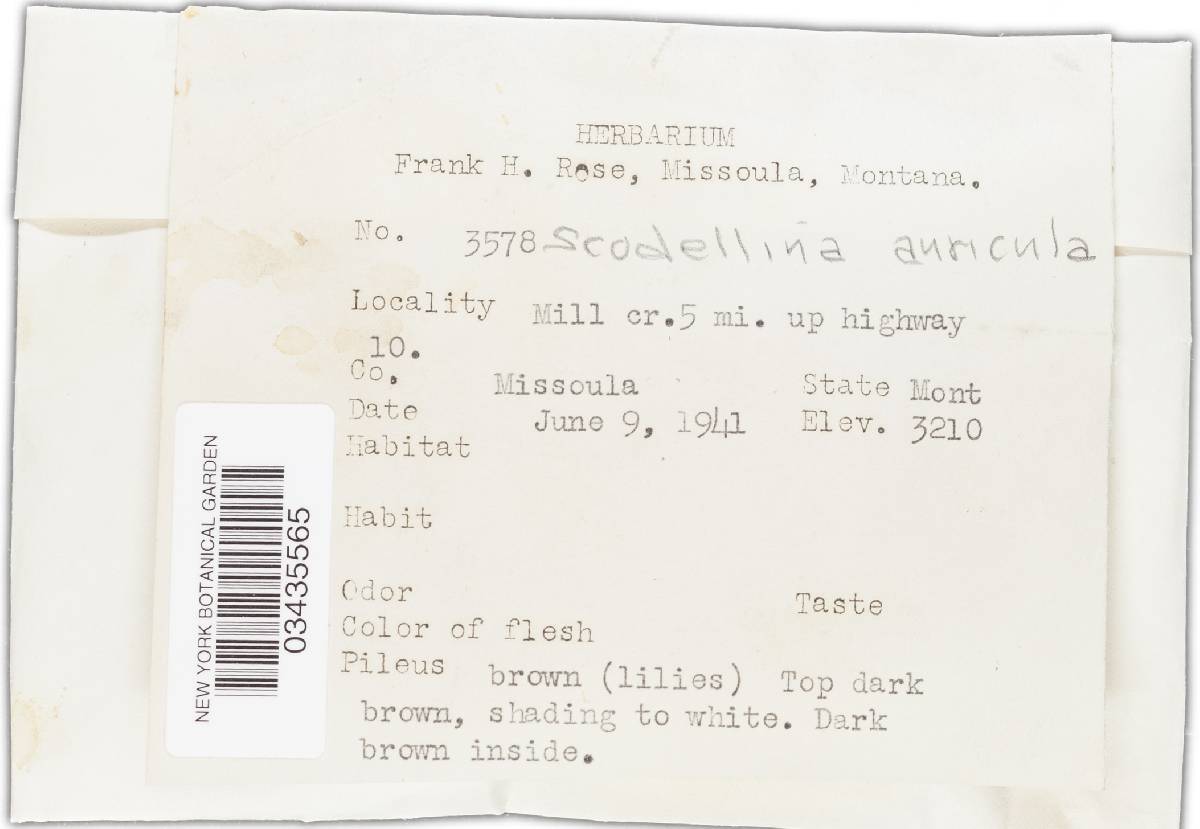 HERBARIUM
Frank H. Rose, Missoula, Montana.
No. 3578 Scodellina auricula
Locality Mill cr.5 mi. up highway
10.
Co. Missoula State Mont
Date June 9, 1941 Elev. 3210
Habitat
Habit
Odor Taste
Color of flesh
Pileus brown (lilies) Top dark
brown, shading to white. Dark
brown inside.
NEW YORK BOTANICAL GARDEN
03435565